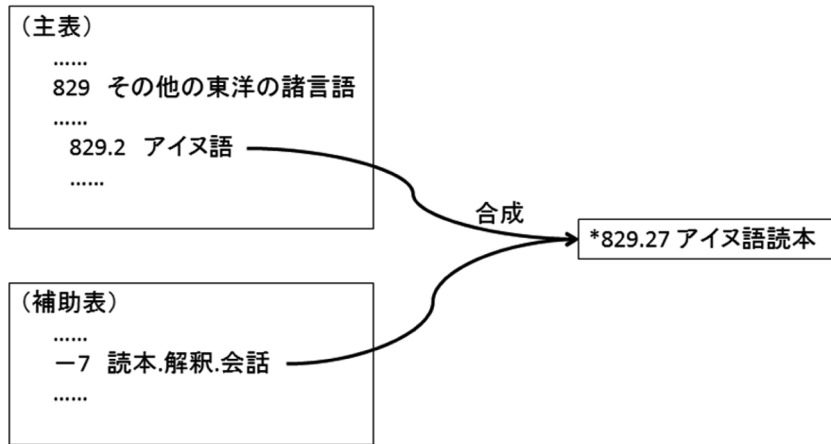 （主表）
……
829 その他の東洋の諸言語
……
829.2 アイヌ語
……
合成
*829.27 アイヌ語読本
（補助表）
……
－7 読本.解釈.会話
……